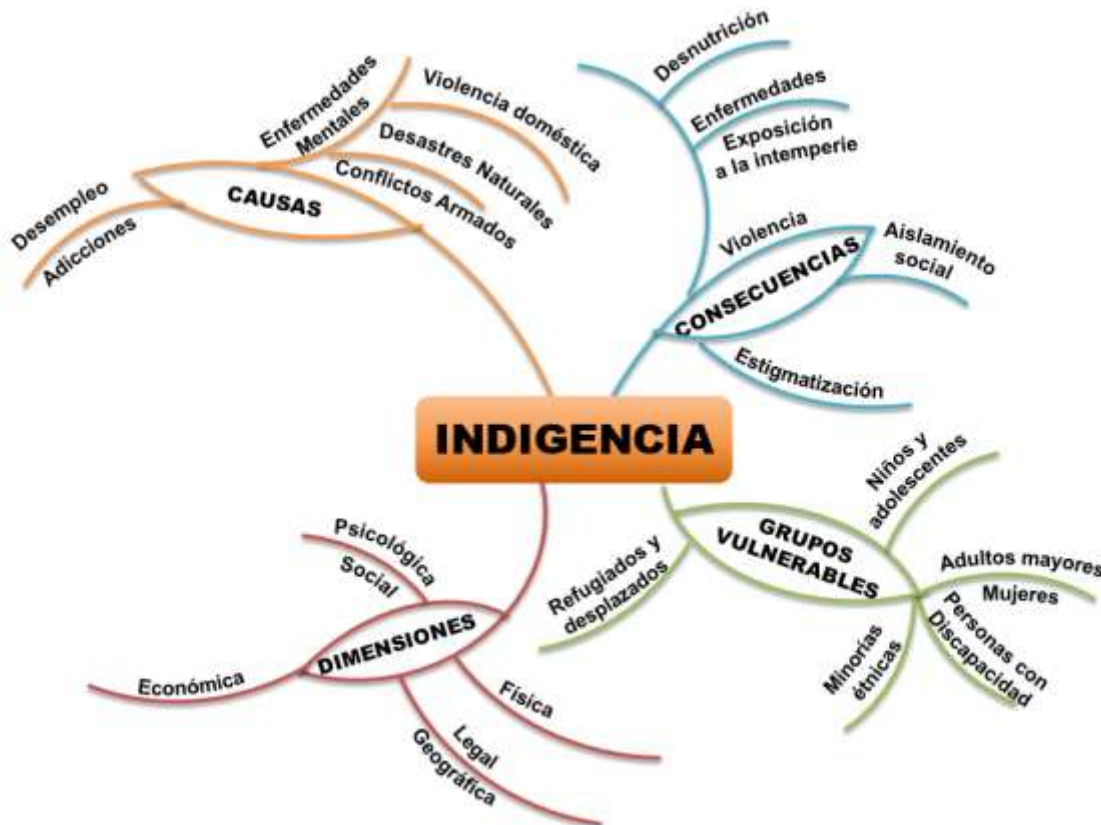 INDIGENCIA
CAUSAS
Desempleo
Adicciones
Enfermedades
Mentales
Violencia doméstica
Desastres Naturales
Conflictos Armados
CONSECUENCIAS
Desnutrición
Enfermedades
Exposición
a la intemperie
Violencia
Aislamiento
social
Estigmatización
GRUPOS
VULNERABLES
Niños y
adolescentes
Adultos mayores
Mujeres
Personas con
Discapacidad
Minorías
étnicas
Refugiados y
desplazados
DIMENSIONES
Psicológica
Social
Económica
Física
Legal
Geográfica